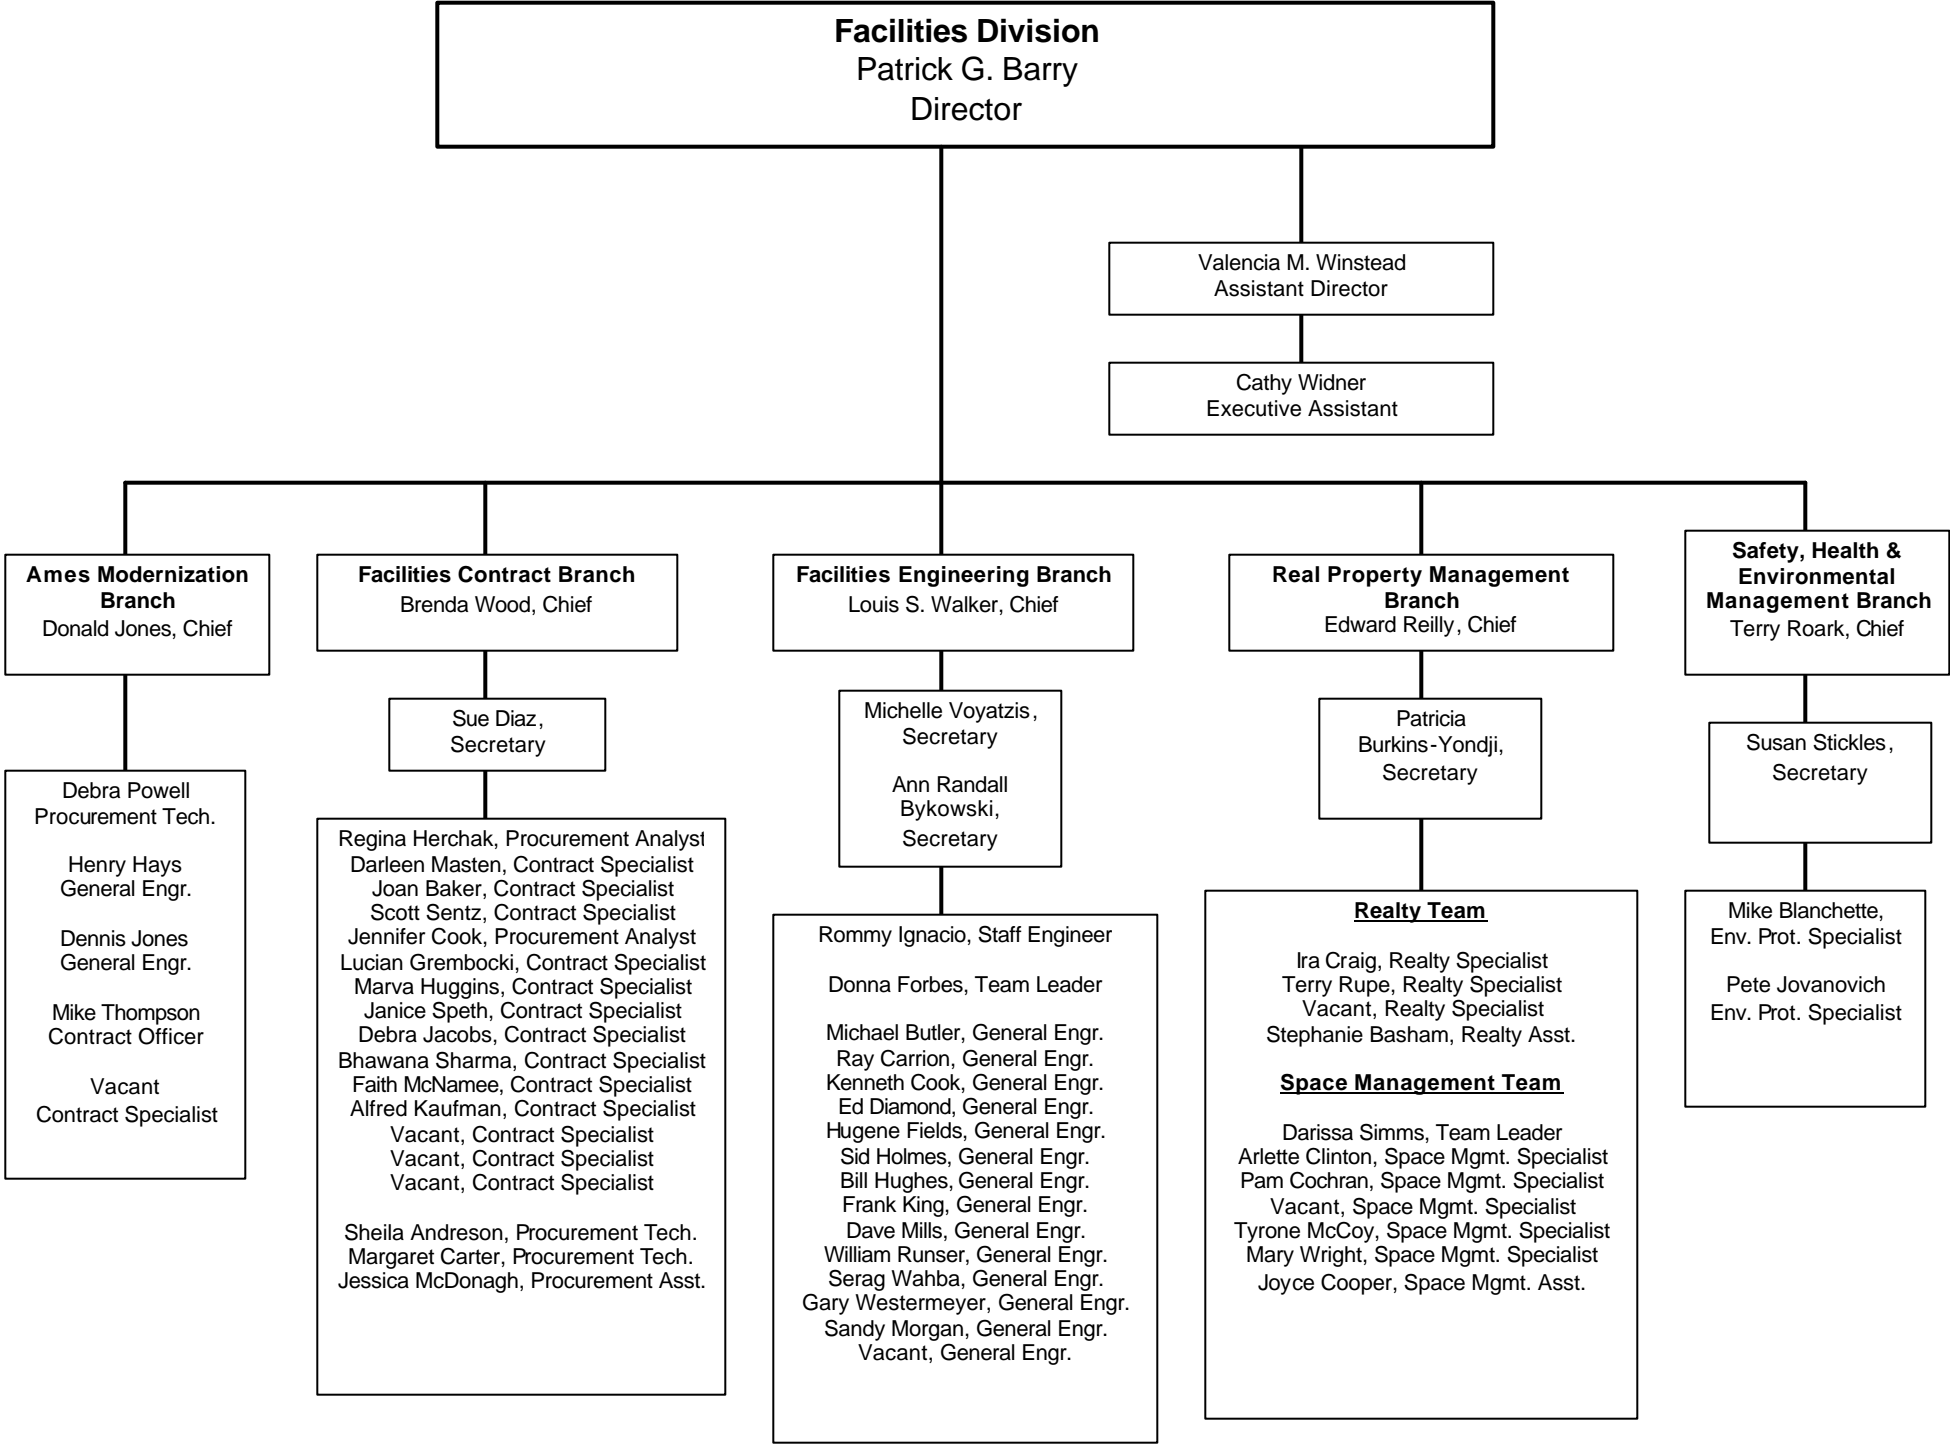 Facilities Division
Patrick G. Barry
Director
Valencia M. Winstead
Assistant Director
Cathy Widner
Executive Assistant
Ames Modernization
Branch
Donald Jones, Chief
Debra Powell
Procurement Tech.
Henry Hays
General Engr.
Dennis Jones
General Engr.
Mike Thompson
Contract Officer
Vacant
Contract Specialist
Facilities Contract Branch
Brenda Wood, Chief
Sue Diaz,
Secretary
Regina Herchak, Procurement Analyst
Darleen Masten, Contract Specialist
Joan Baker, Contract Specialist
Scott Sentz, Contract Specialist
Jennifer Cook, Procurement Analyst
Lucian Grembocki, Contract Specialist
Marva Huggins, Contract Specialist
Janice Speth, Contract Specialist
Debra Jacobs, Contract Specialist
Bhawana Sharma, Contract Specialist
Faith McNamee, Contract Specialist
Alfred Kaufman, Contract Specialist
Vacant, Contract Specialist
Vacant, Contract Specialist
Vacant, Contract Specialist
Sheila Andreson, Procurement Tech.
Margaret Carter, Procurement Tech.
Jessica McDonagh, Procurement Asst.
Facilities Engineering Branch
Louis S. Walker, Chief
Michelle Voyatzis,
Secretary
Ann Randall
Bykowski,
Secretary
Rommy Ignacio, Staff Engineer
Donna Forbes, Team Leader
Michael Butler, General Engr.
Ray Carrion, General Engr.
Kenneth Cook, General Engr.
Ed Diamond, General Engr.
Hugene Fields, General Engr.
Sid Holmes, General Engr.
Bill Hughes, General Engr.
Frank King, General Engr.
Dave Mills, General Engr.
William Runser, General Engr.
Serag Wahba, General Engr.
Gary Westermeyer, General Engr.
Sandy Morgan, General Engr.
Vacant, General Engr.
Real Property Management
Branch
Edward Reilly, Chief
Patricia
Burkins-Yondji,
Secretary
Realty Team
Ira Craig, Realty Specialist
Terry Rupe, Realty Specialist
Vacant, Realty Specialist
Stephanie Basham, Realty Asst.
Space Management Team
Darissa Simms, Team Leader
Arlette Clinton, Space Mgmt. Specialist
Pam Cochran, Space Mgmt. Specialist
Vacant, Space Mgmt. Specialist
Tyrone McCoy, Space Mgmt. Specialist
Mary Wright, Space Mgmt. Specialist
Joyce Cooper, Space Mgmt. Asst.
Safety, Health &
Environmental
Management Branch
Terry Roark, Chief
Susan Stickles,
Secretary
Mike Blanchette,
Env. Prot. Specialist
Pete Jovanovich
Env. Prot. Specialist